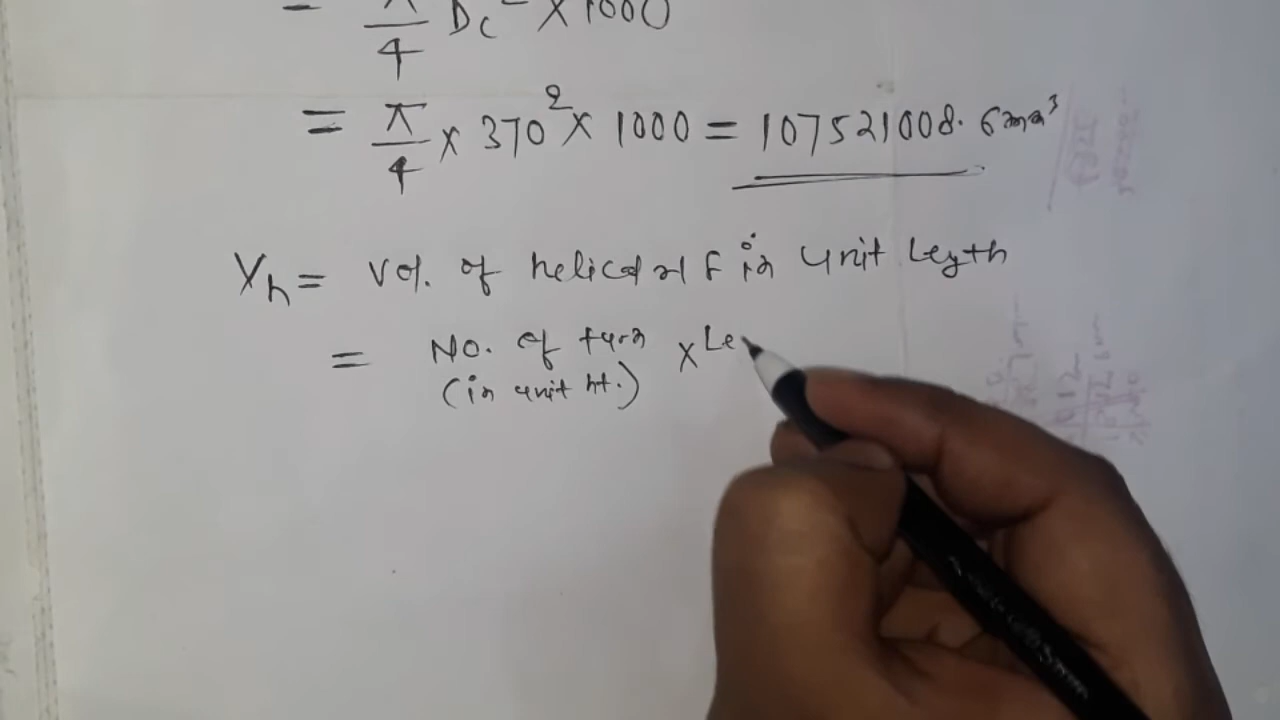 = π/4 Dc² × 1000
= π/4 × 370² × 1000 = 107521008.6 mm³
Vh = Vol. of helical rf in unit length
= No. of turn × Le
(in unit ht.)